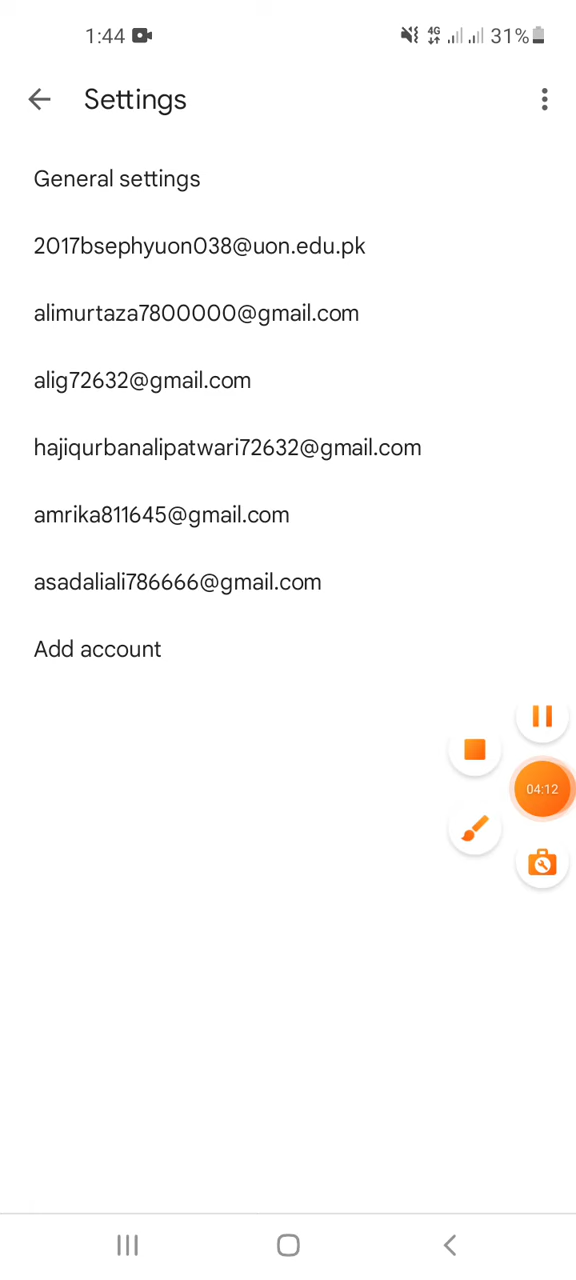 1:44 4G 31%
Settings
General settings
2017bsephyuon038@uon.edu.pk
alimurtaza7800000@gmail.com
alig72632@gmail.com
hajiqurbanalipatwari72632@gmail.com
amrika811645@gmail.com
asadaliali786666@gmail.com
Add account
04:12